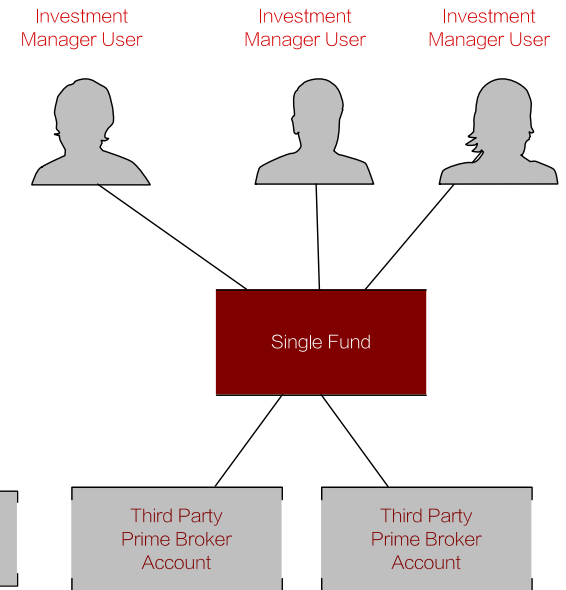 Investment
Manager User
Investment
Manager User
Investment
Manager User
Single Fund
Third Party
Prime Broker
Account
Third Party
Prime Broker
Account